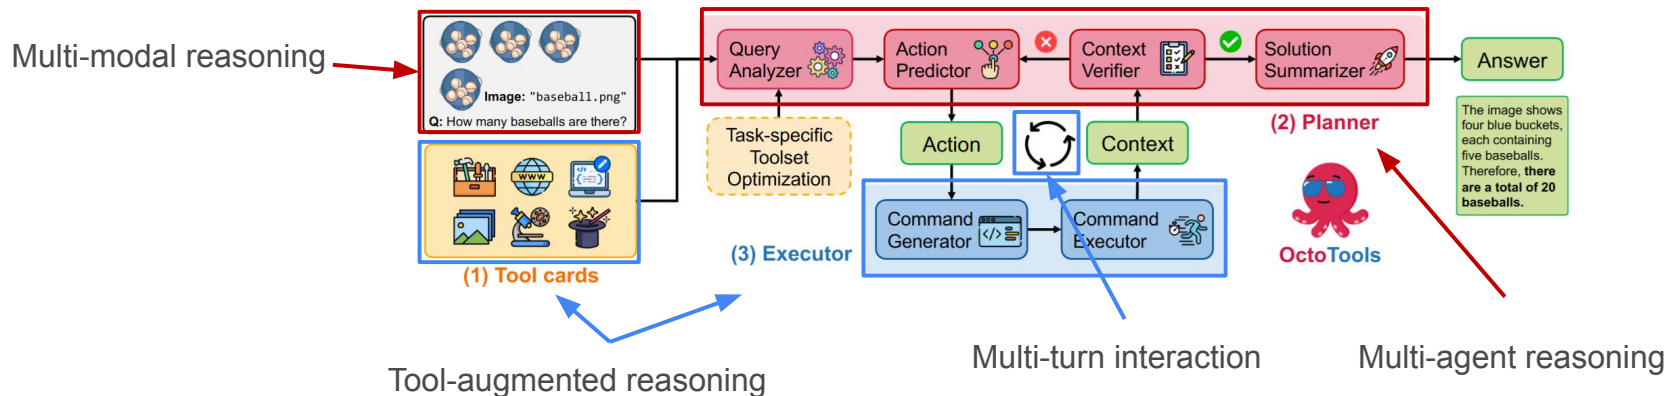 Multi-modal reasoning
Image: "baseball.png"
Q: How many baseballs are there?
WWW
</>
(1) Tool cards
Query
Analyzer
Action
Predictor
Context
Verifier
Solution
Summarizer
Answer
Task-specific
Toolset
Optimization
Action
Context
(2) Planner
The image shows
four blue buckets,
each containing
five baseballs.
Therefore, there
are a total of 20
baseballs.
Command
Generator
</>
Command
Executor
(3) Executor
OctoTools
Tool-augmented reasoning
Multi-turn interaction
Multi-agent reasoning